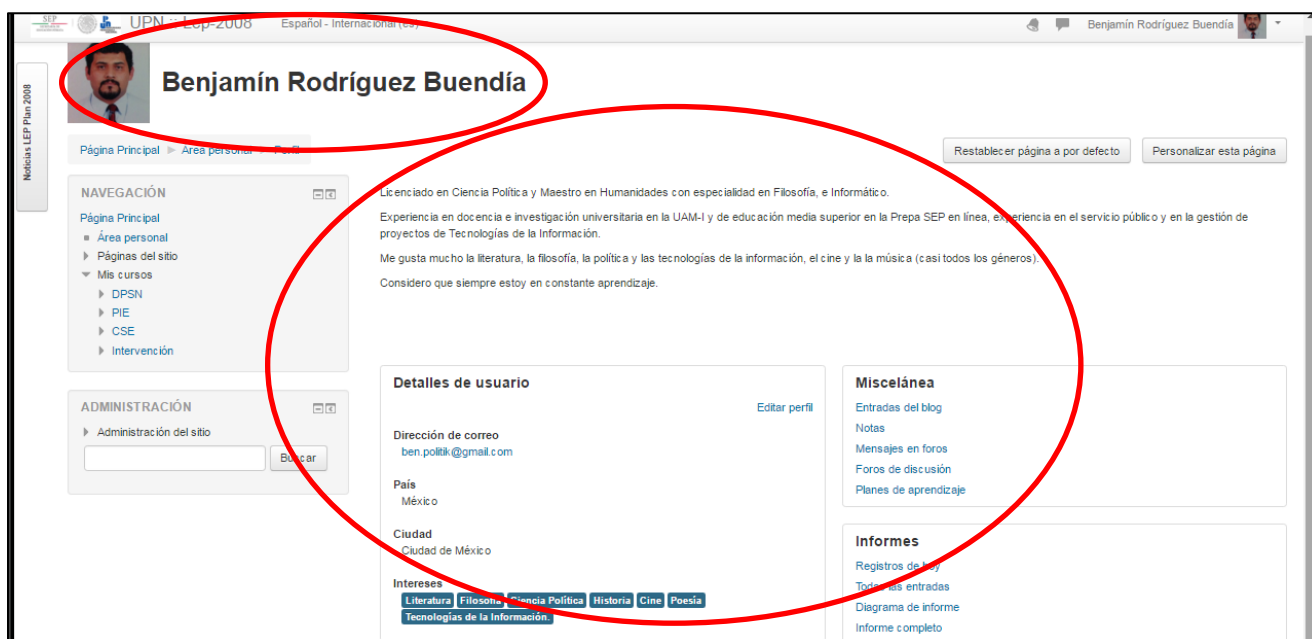 SEP
UPN :: Lep-2008 Español - Internacional (es)
Benjamín Rodríguez Buendía
Noticias LEP Plan 2008
Benjamín Rodríguez Buendía
Página Principal Área personal Perfil
Restablecer página a por defecto
Personalizar esta página
NAVEGACIÓN
Página Principal
Área personal
Páginas del sitio
Mis cursos
DPSN
PIE
CSE
Intervención
ADMINISTRACIÓN
Administración del sitio
Buscar
Licenciado en Ciencia Política y Maestro en Humanidades con especialidad en Filosofía, e Informático.
Experiencia en docencia e investigación universitaria en la UAM-I y de educación media superior en la Prepa SEP en línea, experiencia en el servicio público y en la gestión de
proyectos de Tecnologías de la Información.
Me gusta mucho la literatura, la filosofía, la política y las tecnologías de la información, el cine y la la música (casi todos los géneros).
Considero que siempre estoy en constante aprendizaje.
Detalles de usuario
Editar perfil
Dirección de correo
ben.politik@gmail.com
País
México
Ciudad
Ciudad de México
Intereses
Literatura Filosofía Ciencia Política Historia Cine Poesía
Tecnologías de la Información.
Miscelánea
Entradas del blog
Notas
Mensajes en foros
Foros de discusión
Planes de aprendizaje
Informes
Registros de hoy
Todas las entradas
Diagrama de informe
Informe completo